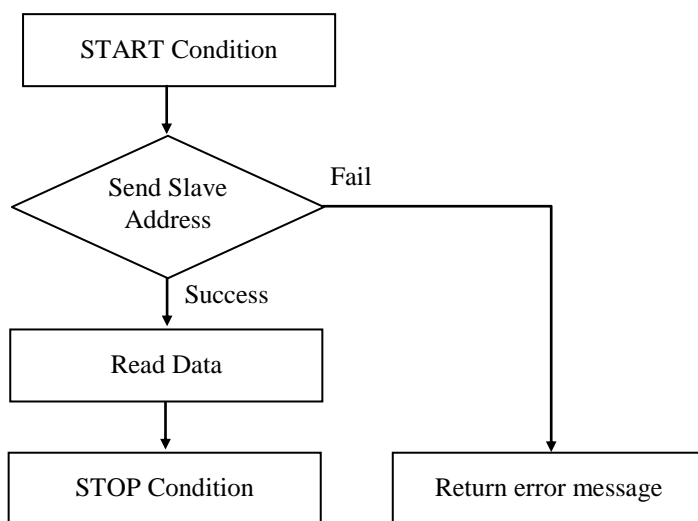 START Condition
Send Slave
Address
Fail
Success
Read Data
STOP Condition
Return error message